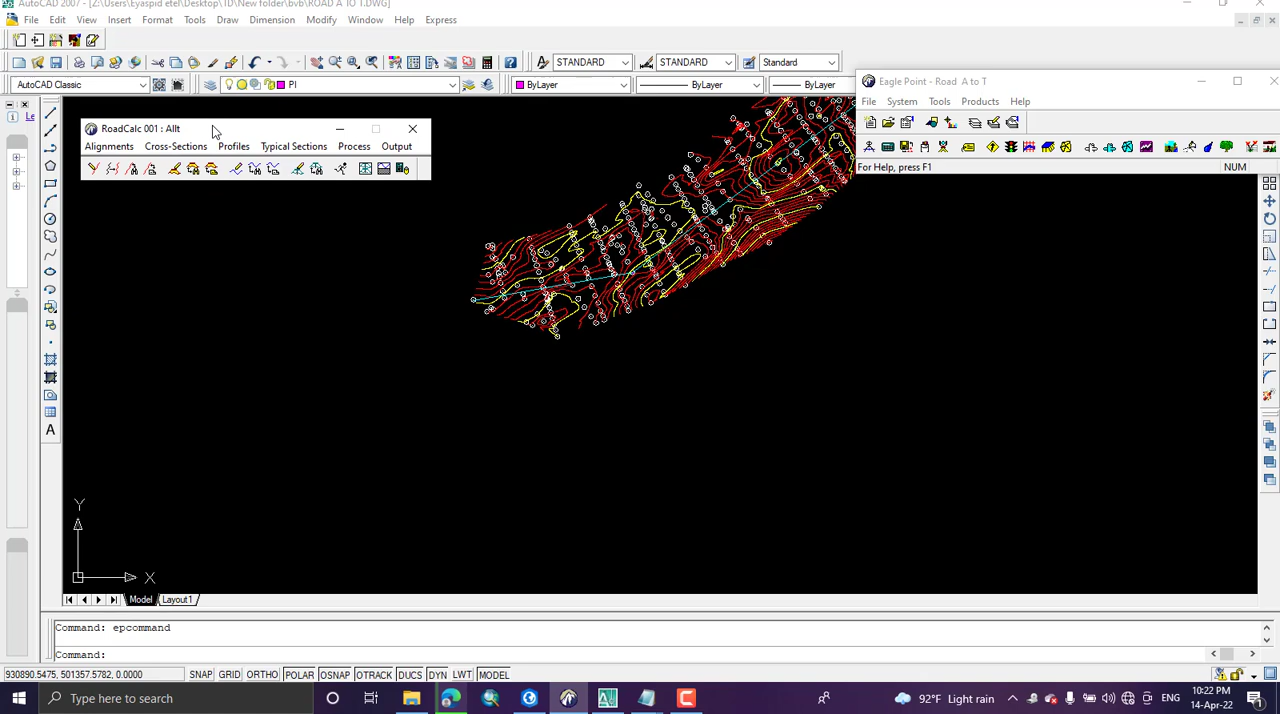 AutoCAD 2007 - [Z:\Users\Eyaspid etel\Desktop\TD\New folder\bvb\ROAD A TO T.DWG]
File Edit View Insert Format Tools Draw Dimension Modify Window Help Express
STANDARD STANDARD Standard
AutoCAD Classic PI ByLayer ByLayer ByLayer
Eagle Point - Road A to T
File System Tools Products Help
For Help, press F1 NUM
Le
RoadCalc 001 : Allt
Alignments Cross-Sections Profiles Typical Sections Process Output
A
Y
X
Model Layout1
Command: epcommand
Command:
930890.5475, 501357.5782, 0.0000 SNAP GRID ORTHO POLAR OSNAP OTRACK DUCS DYN LWT MODEL
Type here to search
92°F Light rain ENG 10:22 PM
14-Apr-22
1